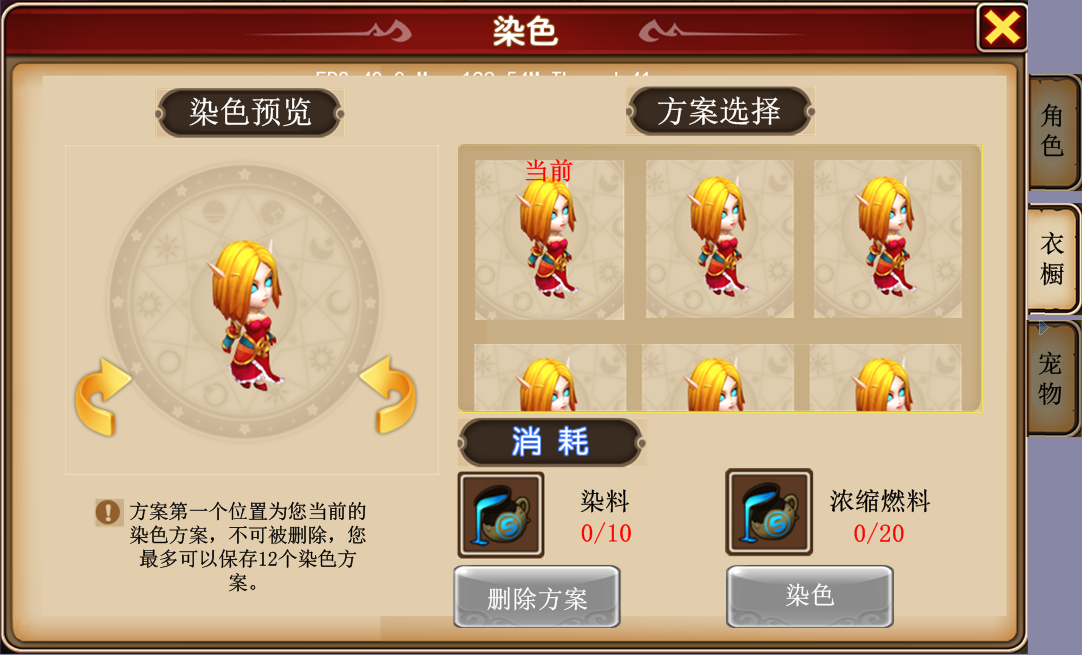 染色
染色预览
方案选择
当前
消耗
染料
0/10
浓缩燃料
0/20
方案第一个位置为您当前的
染色方案，不可被删除，您
最多可以保存12个染色方
案。
删除方案
染色
角色
衣橱
宠物